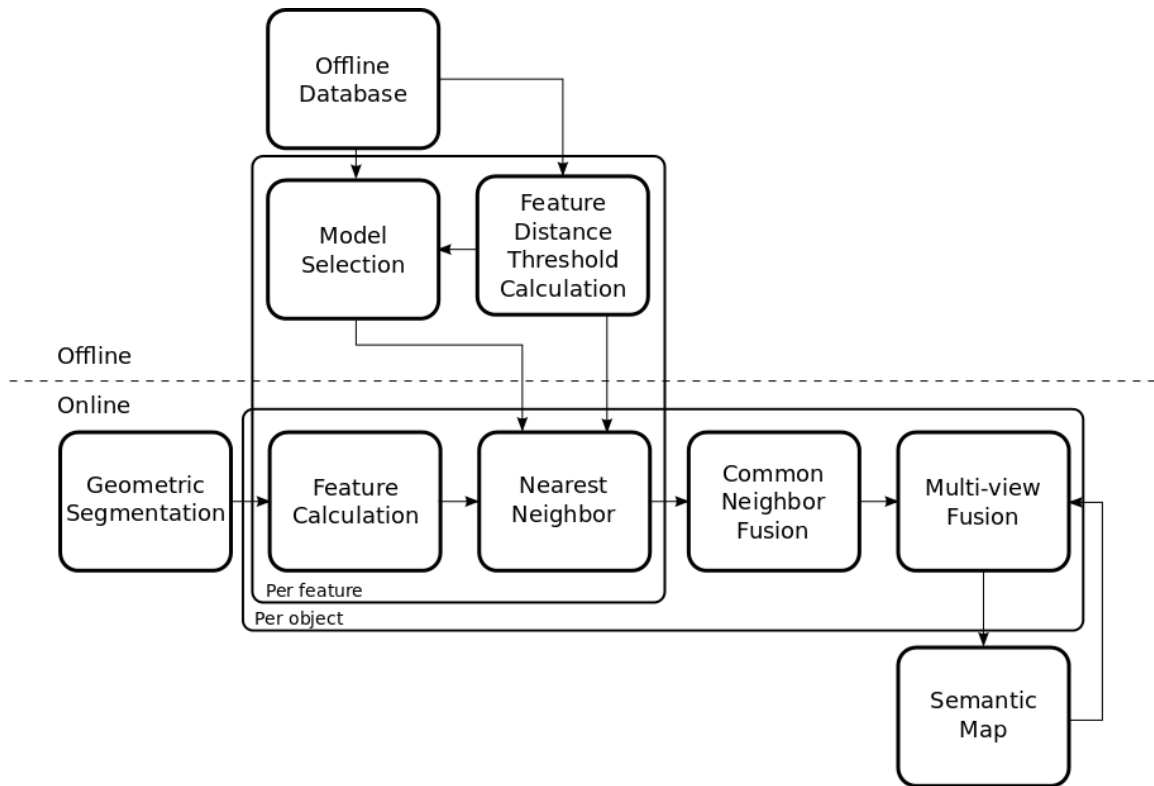 Offline
Database
Model
Selection
Feature
Distance
Threshold
Calculation
Offline
Online
Geometric
Segmentation
Feature
Calculation
Nearest
Neighbor
Common
Neighbor
Fusion
Multi-view
Fusion
Per feature
Per object
Semantic
Map